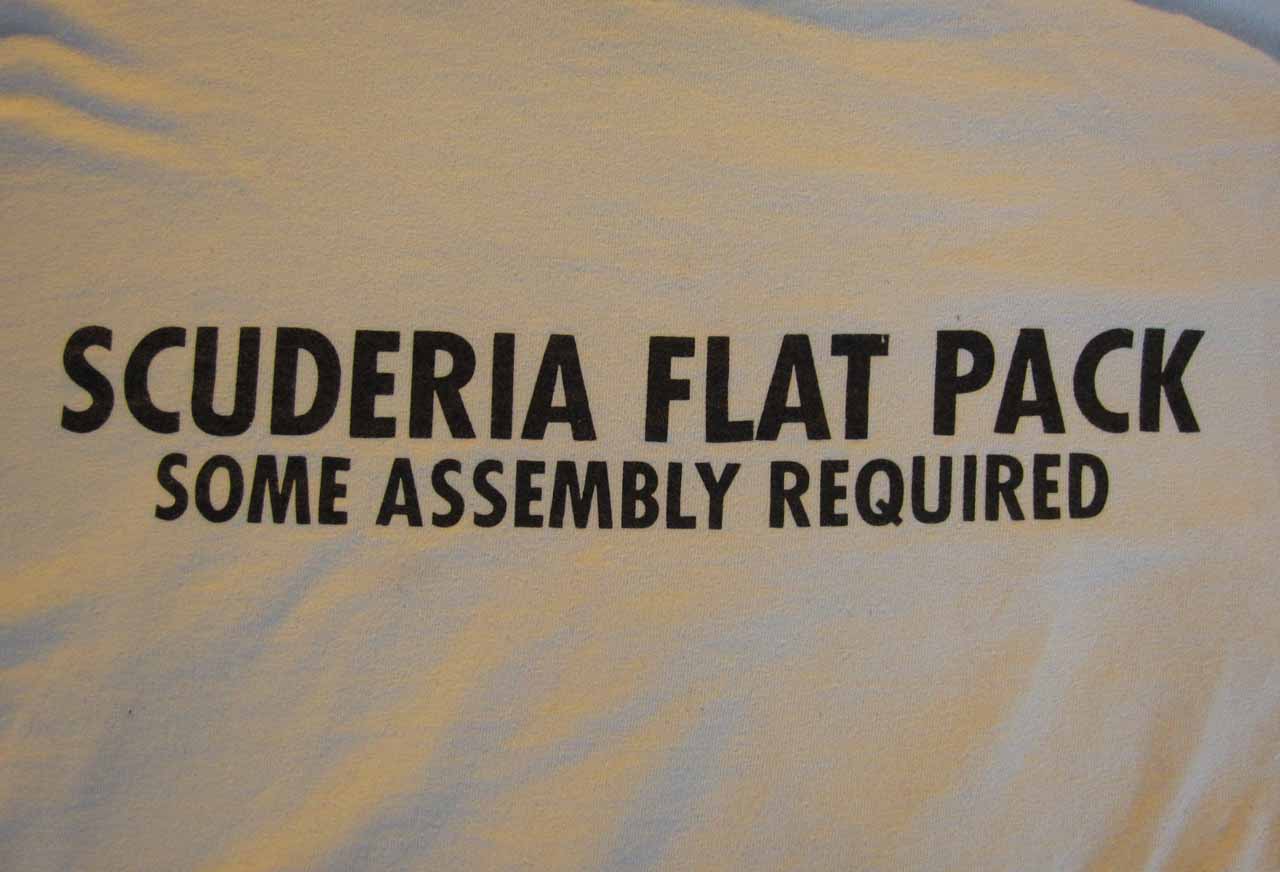 SCUDERIA FLAT PACK
SOME ASSEMBLY REQUIRED